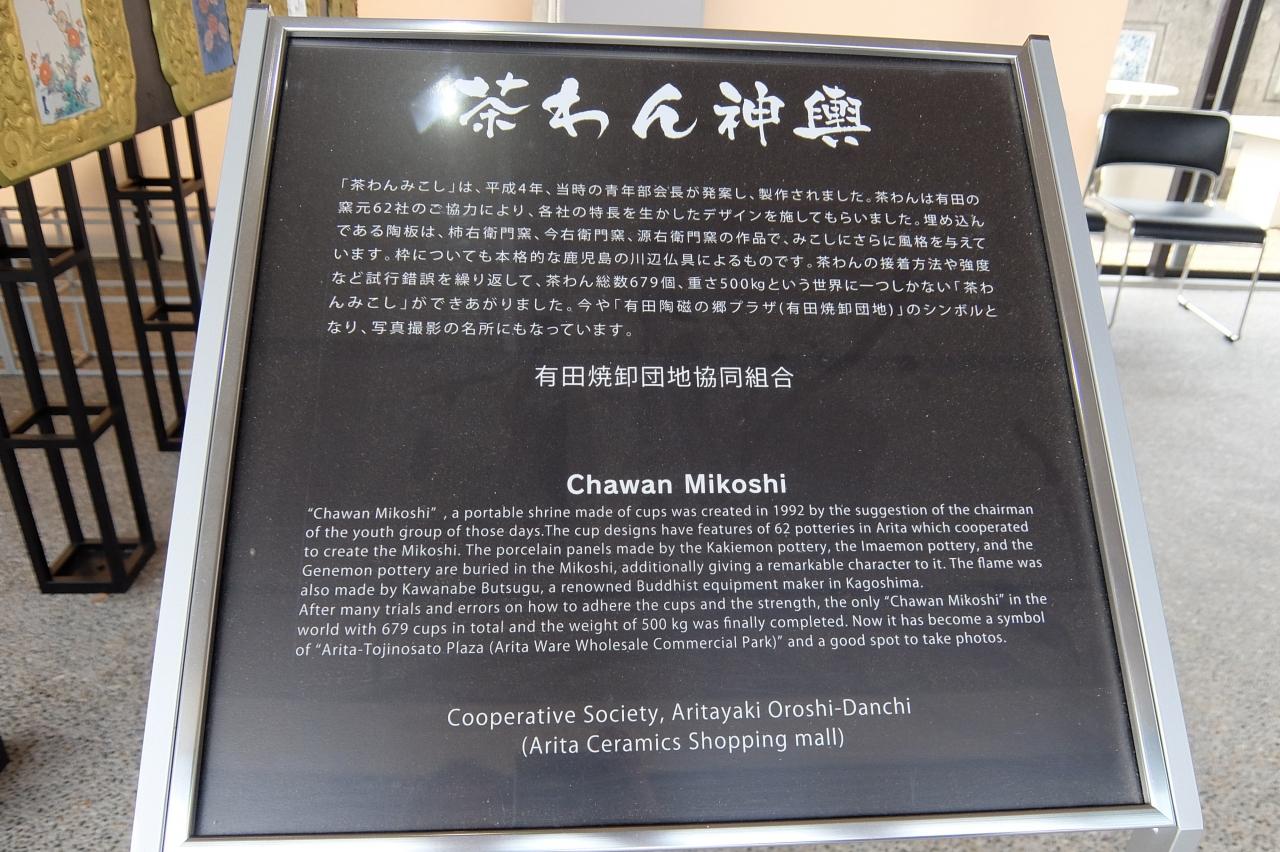 茶わん神輿
「茶わんみこし」は、平成4年、当時の青年部会長が発案し、製作されました。茶わんは有田の
窯元62社のご協力により、各社の特長を生かしたデザインを施してもらいました。埋め込ん
である陶板は、柿右衛門窯、今右衛門窯、源右衛門窯の作品で、みこしにさらに風格を与えて
います。枠についても本格的な鹿児島の川辺仏具によるものです。茶わんの接着方法や強度
など試行錯誤を繰り返して、茶わん総数679個、重さ500kgという世界に一つしかない「茶わ
んみこし」ができあがりました。今や「有田陶磁の郷プラザ(有田焼卸団地)」のシンボルと
なり、写真撮影の名所にもなっています。
有田焼卸団地協同組合
Chawan Mikoshi
“Chawan Mikoshi” , a portable shrine made of cups was created in 1992 by the suggestion of the chairman
of the youth group of those days.The cup designs have features of 62 potteries in Arita which cooperated
to create the Mikoshi. The porcelain panels made by the Kakiemon pottery, the Imaemon pottery, and the
Genemon pottery are buried in the Mikoshi, additionally giving a remarkable character to it. The flame was
also made by Kawanabe Butsugu, a renowned Buddhist equipment maker in Kagoshima.
After many trials and errors on how to adhere the cups and the strength, the only “Chawan Mikoshi” in the
world with 679 cups in total and the weight of 500 kg was finally completed. Now it has become a symbol
of “Arita-Tojinosato Plaza (Arita Ware Wholesale Commercial Park)” and a good spot to take photos.
Cooperative Society, Aritayaki Oroshi-Danchi
(Arita Ceramics Shopping mall)